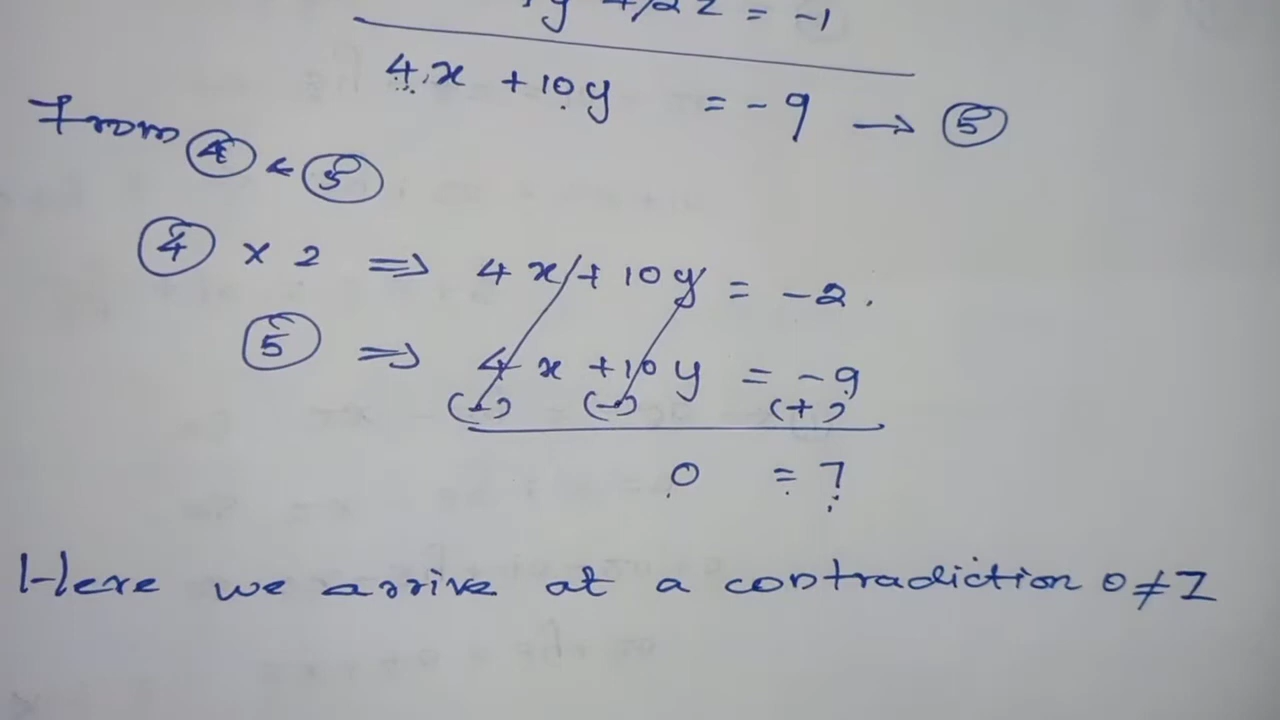 = -1
4x + 10y = -9 → ⑤
From ④ & ⑤
④ × 2 ⇒ 4x + 10y = -2.
⑤ ⇒ 4x + 10y = -9
(-) (-) (+)
0 = 7
Here we arrive at a contradiction 0 ≠ 7